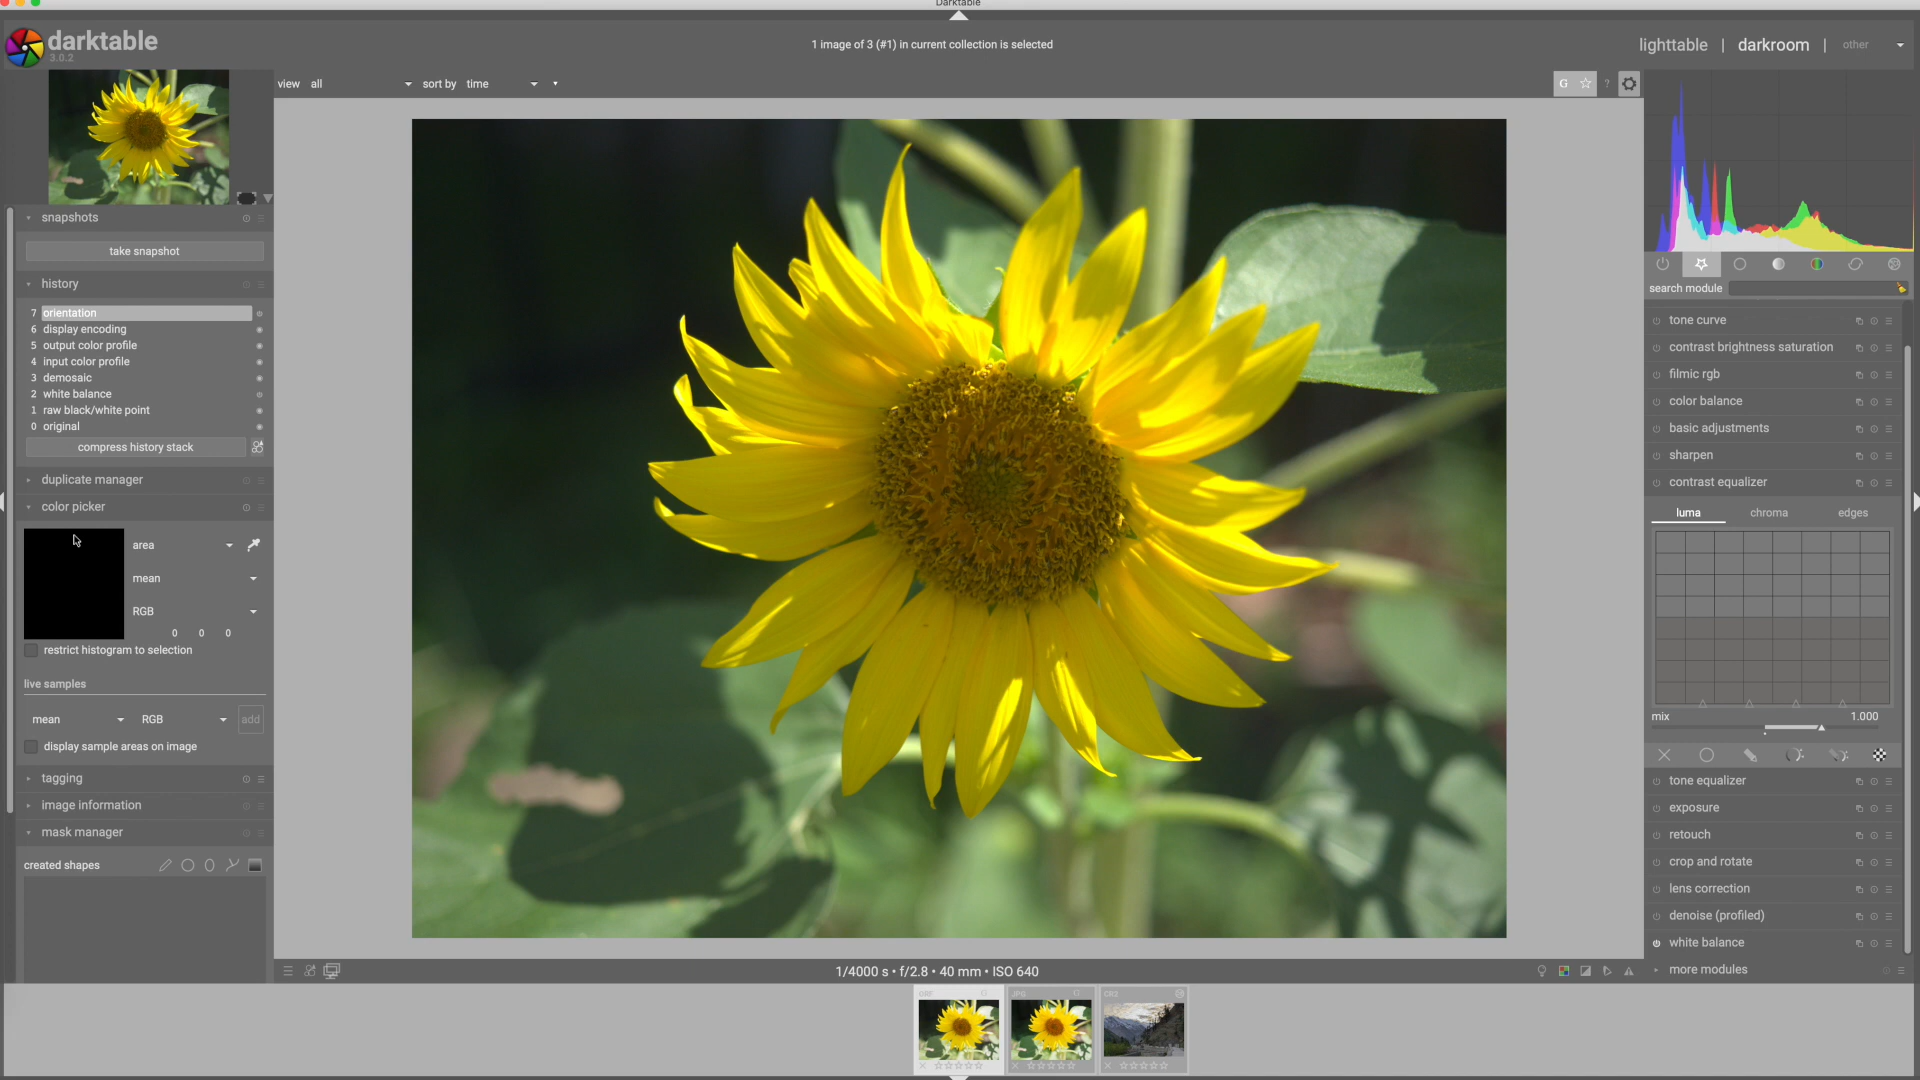 Darktable
darktable
3.0.2
1 image of 3 (#1) in current collection is selected
lighttable | darkroom | other
view all sort by time
G ?
snapshots
take snapshot
history
7 orientation
6 display encoding
5 output color profile
4 input color profile
3 demosaic
2 white balance
1 raw black/white point
0 original
compress history stack
duplicate manager
color picker
area
mean
RGB
0 0 0
restrict histogram to selection
live samples
mean RGB add
display sample areas on image
tagging
image information
mask manager
created shapes
search module
tone curve
contrast brightness saturation
filmic rgb
color balance
basic adjustments
sharpen
contrast equalizer
luma chroma edges
mix 1.000
tone equalizer
exposure
retouch
crop and rotate
lens correction
denoise (profiled)
white balance
more modules
1/4000 s • f/2.8 • 40 mm • ISO 640
ORF JPG CR2